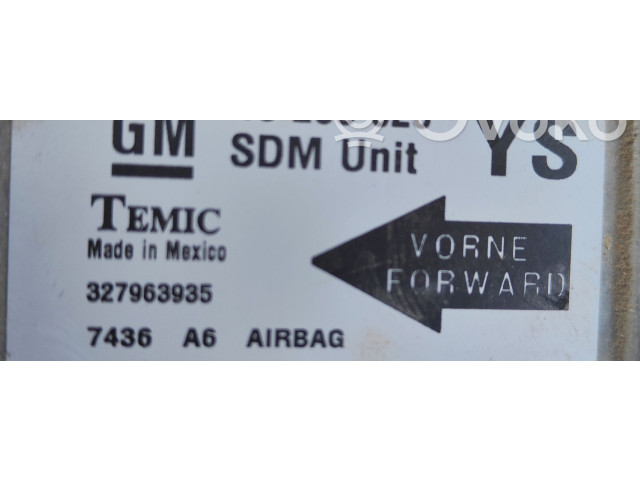 GM
SDM Unit
YS
TEMIC
Made in Mexico
327963935
7436 A6 AIRBAG
VORNE
FORWARD